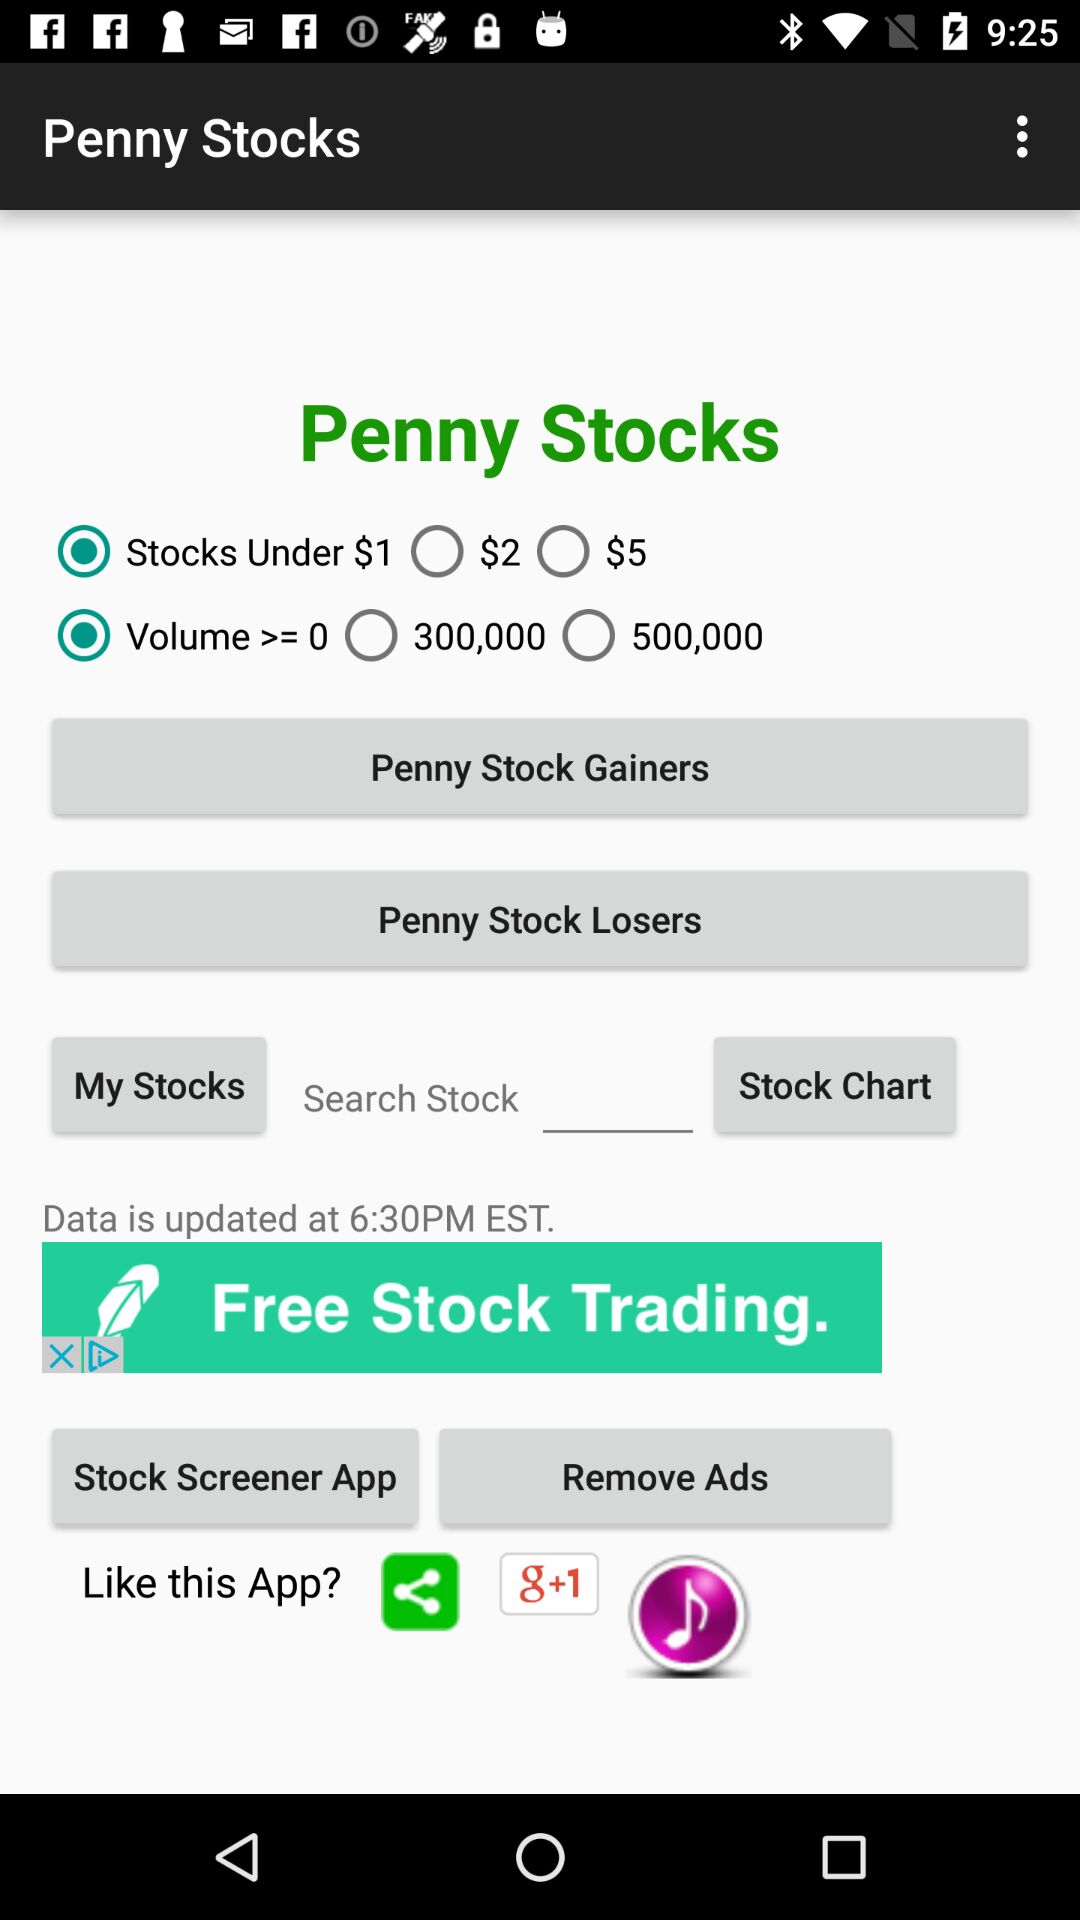 FAKE 9:25
Penny Stocks
Penny Stocks
Stocks Under $1 $2 $5
Volume >= 0 300,000 500,000
Penny Stock Gainers
Penny Stock Losers
My Stocks Search Stock Stock Chart
Data is updated at 6:30PM EST.
Free Stock Trading.
Stock Screener App Remove Ads
Like this App? g+1